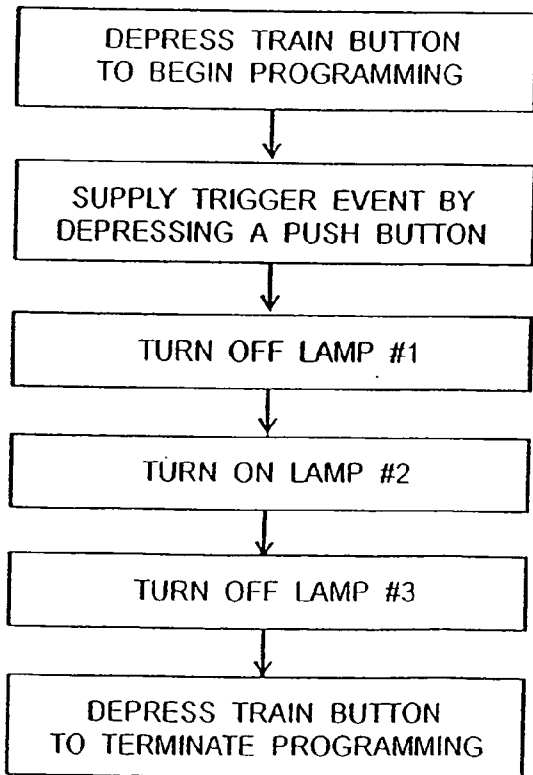 DEPRESS TRAIN BUTTON
TO BEGIN PROGRAMMING
SUPPLY TRIGGER EVENT BY
DEPRESSING A PUSH BUTTON
TURN OFF LAMP #1
TURN ON LAMP #2
TURN OFF LAMP #3
DEPRESS TRAIN BUTTON
TO TERMINATE PROGRAMMING